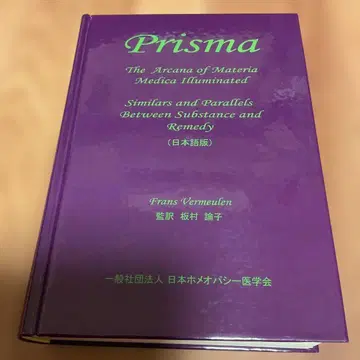 Prisma
The Arcana of Materia
Medica Illuminated
Similars and Parallels
Between Substance and
Remedy
(日本語版)
Frans Vermeulen
監訳 板村 論子
一般社団法人 日本ホメオパシー医学会